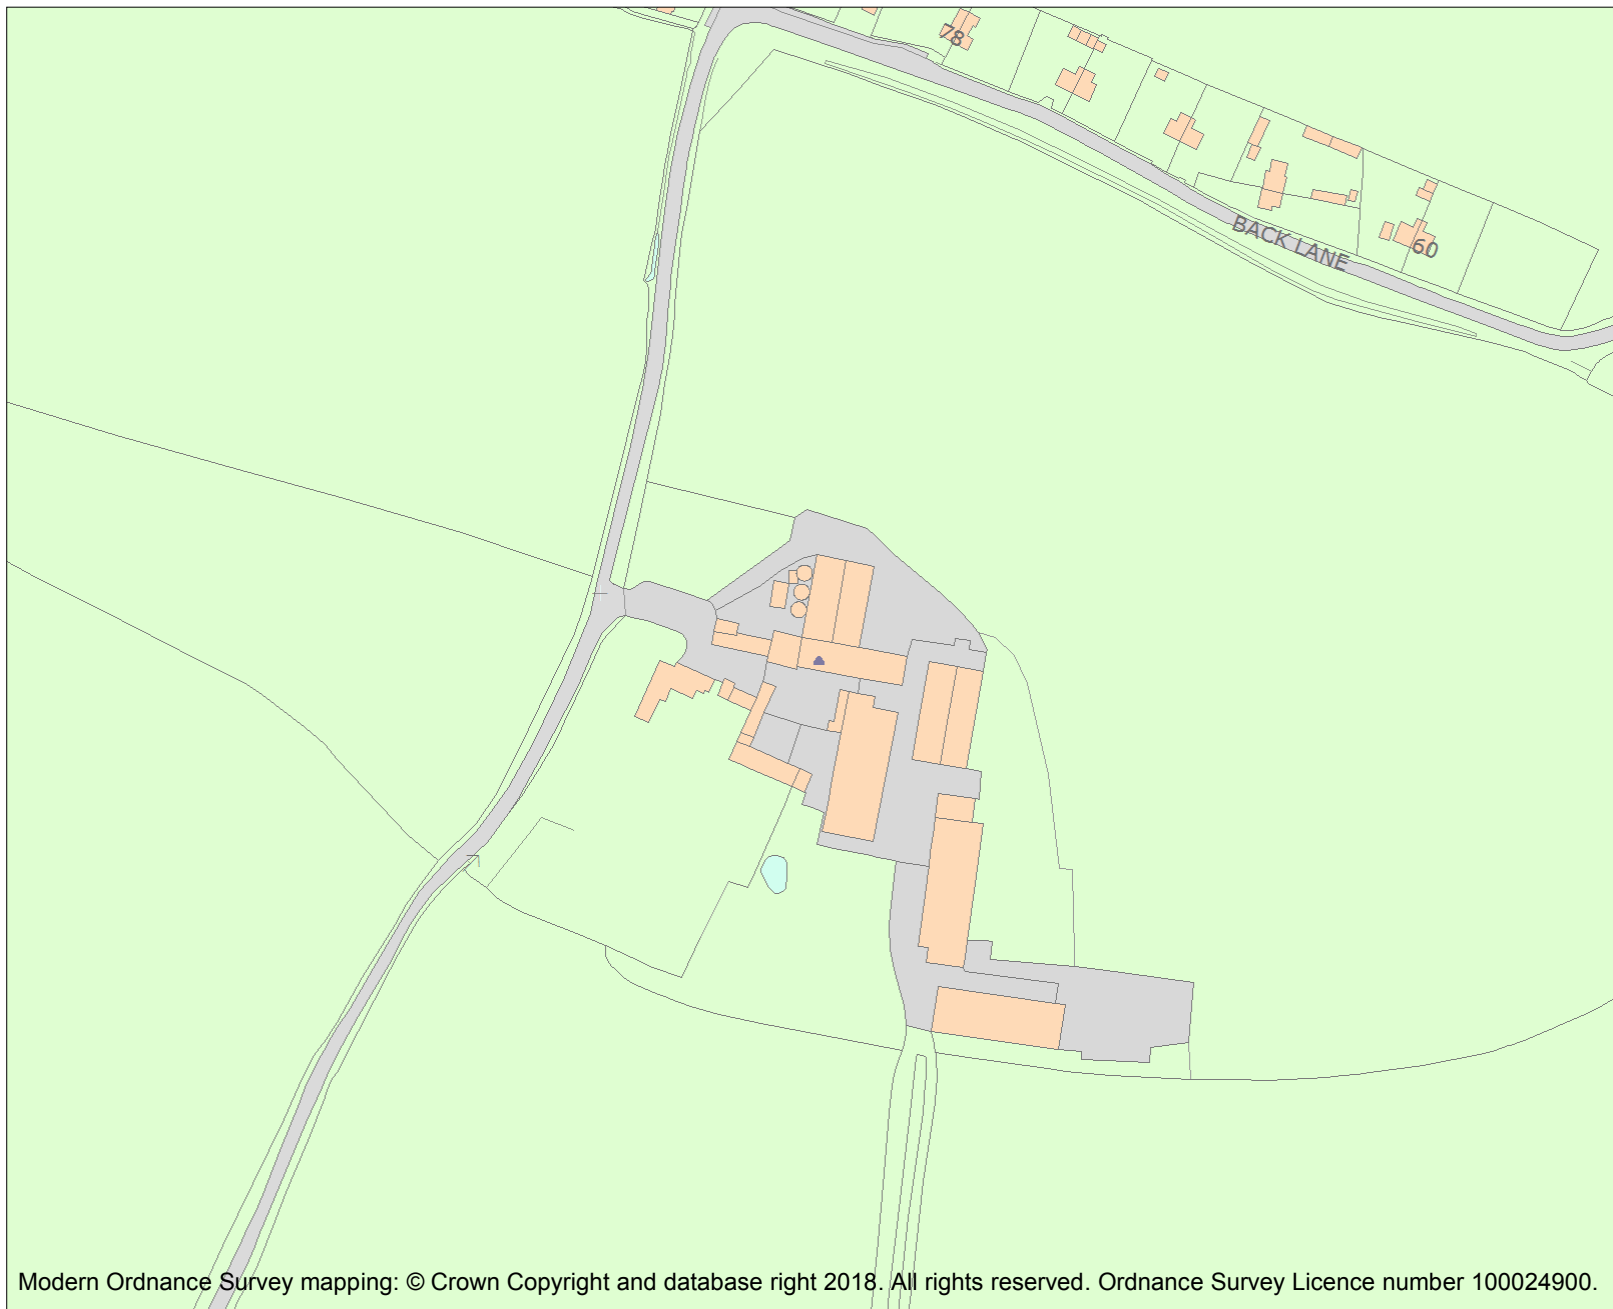 78
BACK LANE
60
Modern Ordnance Survey mapping: © Crown Copyright and database right 2018. All rights reserved. Ordnance Survey Licence number 100024900.